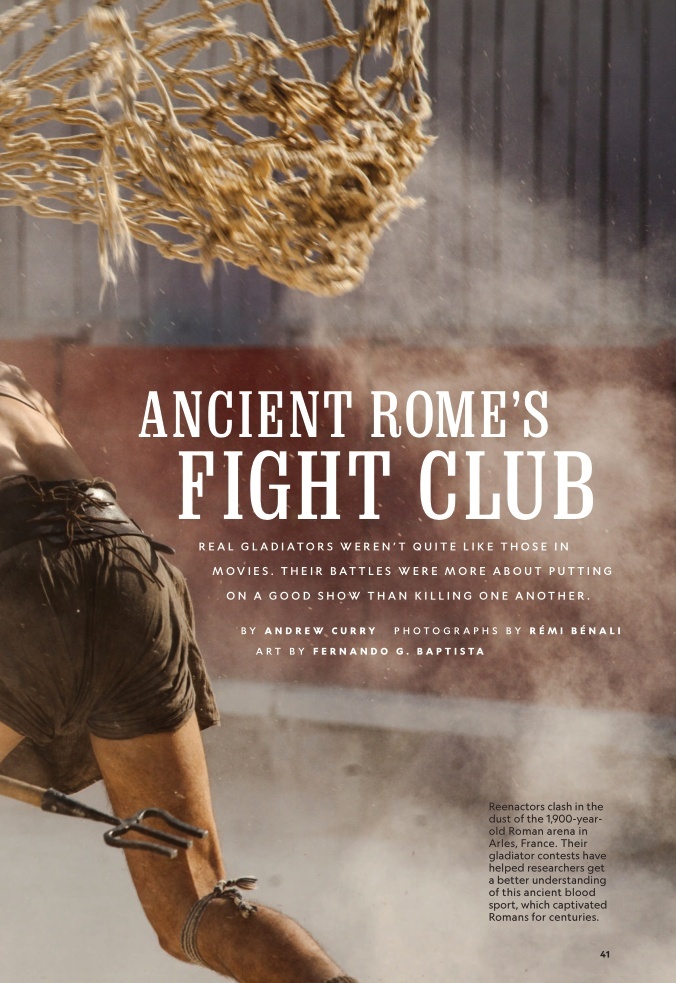 ANCIENT ROME'S
FIGHT CLUB
REAL GLADIATORS WEREN'T QUITE LIKE THOSE IN
MOVIES. THEIR BATTLES WERE MORE ABOUT PUTTING
ON A GOOD SHOW THAN KILLING ONE ANOTHER.
BY ANDREW CURRY PHOTOGRAPHS BY RÉMI BÉNALI
ART BY FERNANDO G. BAPTISTA
Reenactors clash in the
dust of the 1,900-year-
old Roman arena in
Arles, France. Their
gladiator contests have
helped researchers get
a better understanding
of this ancient blood
sport, which captivated
Romans for centuries.
41